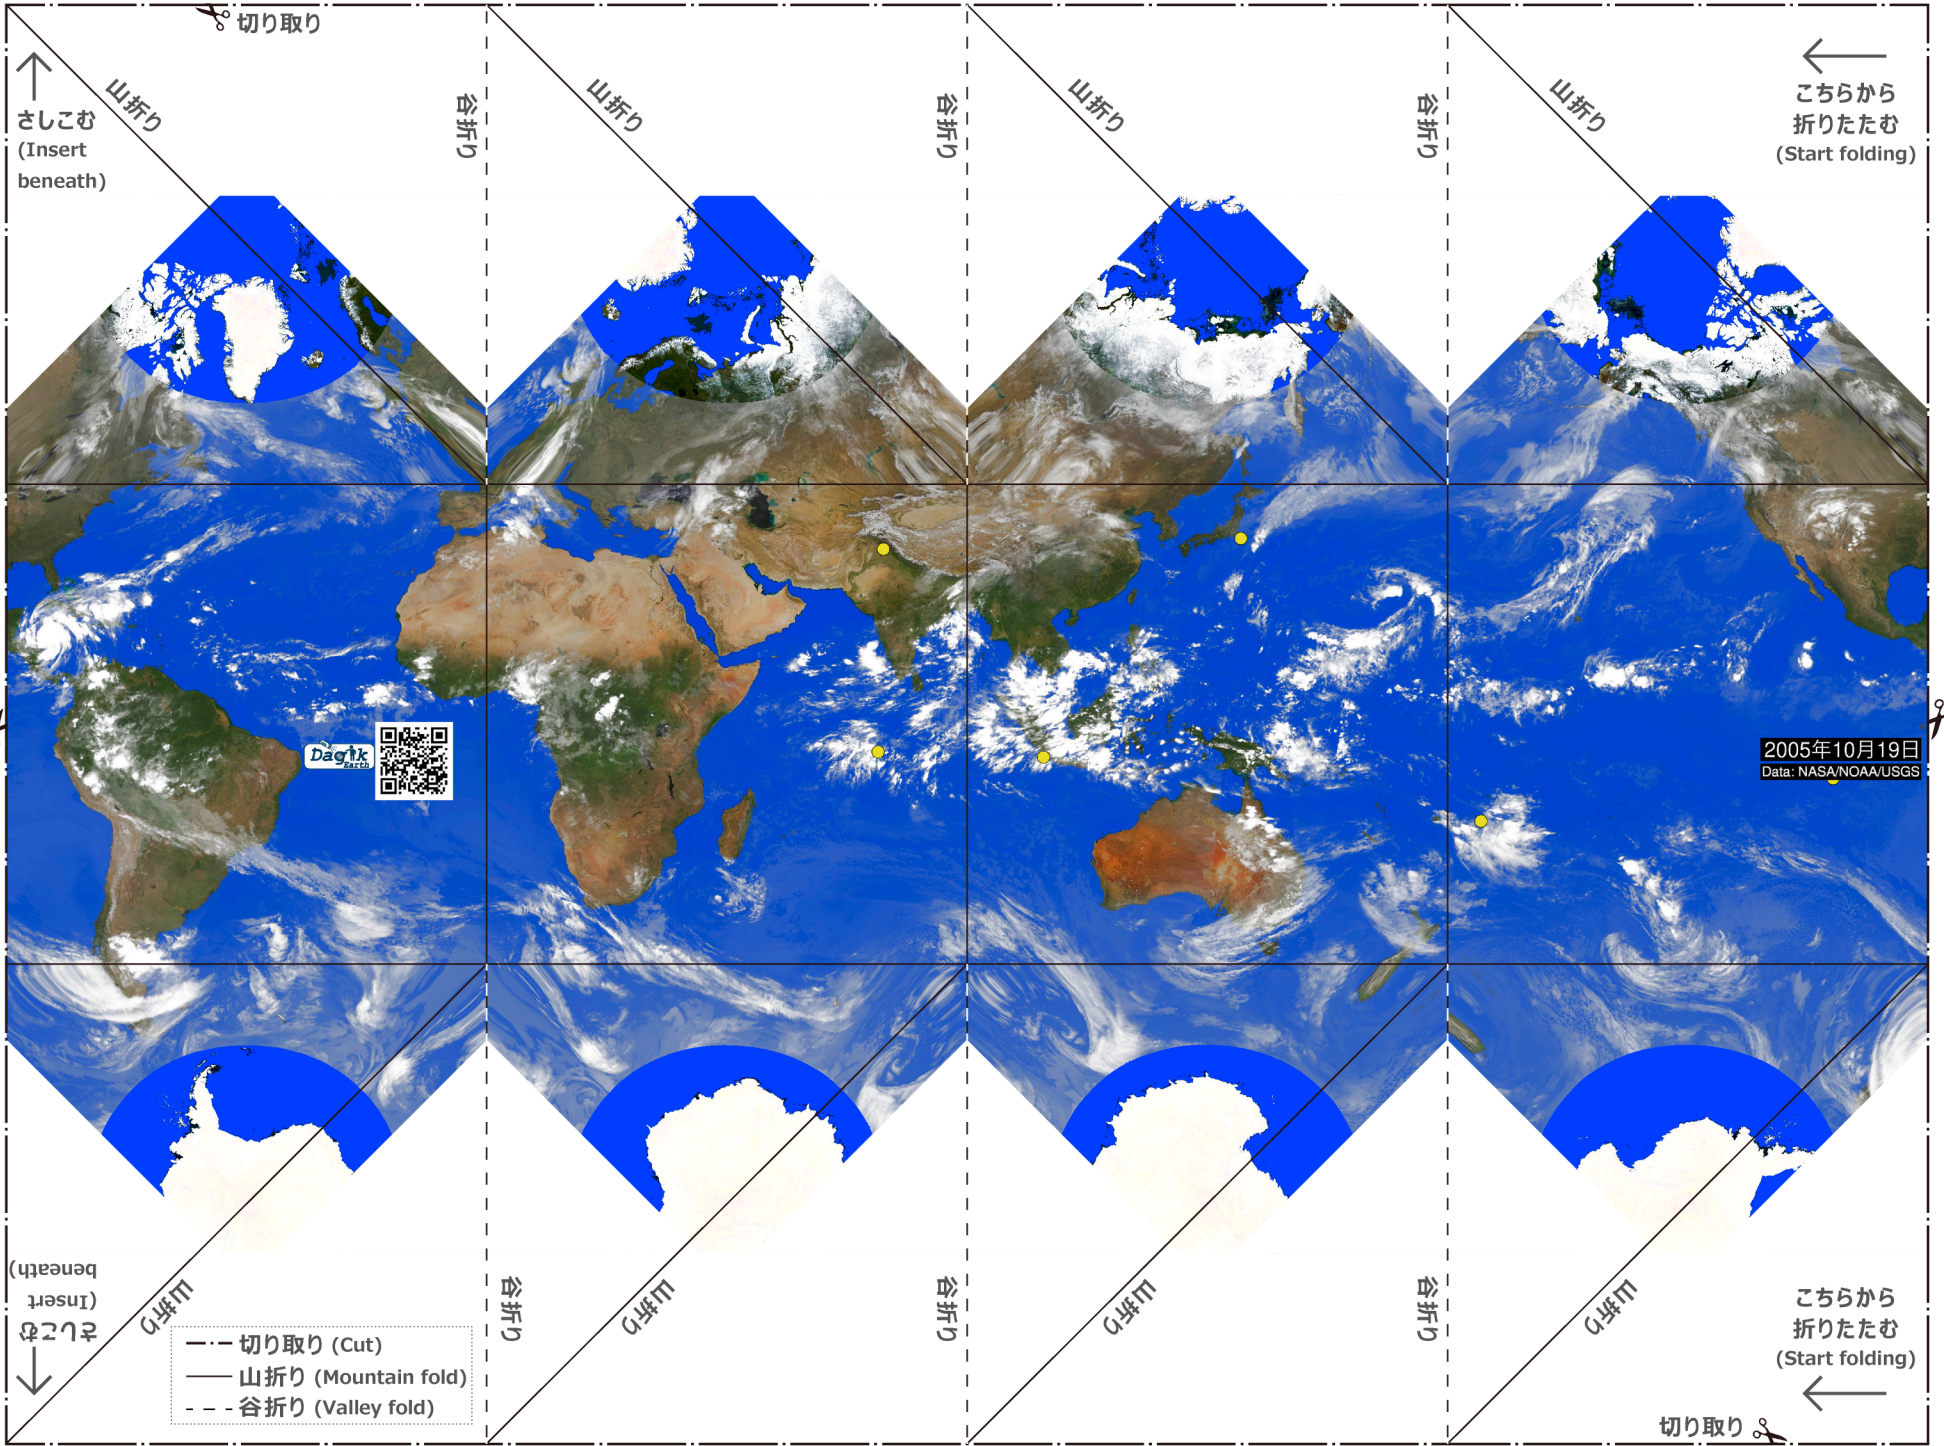 切り取り
さしこむ
(Insert
beneath)
山折り
谷折り
山折り
谷折り
山折り
谷折り
山折り
こちらから
折りたたむ
(Start folding)
Dagik
Earth
2005年10月19日
Data: NASA/NOAA/USGS
さしこむ
(Insert
beneath)
山折り
谷折り
山折り
谷折り
山折り
谷折り
山折り
こちらから
折りたたむ
(Start folding)
切り取り (Cut)
山折り (Mountain fold)
谷折り (Valley fold)
切り取り